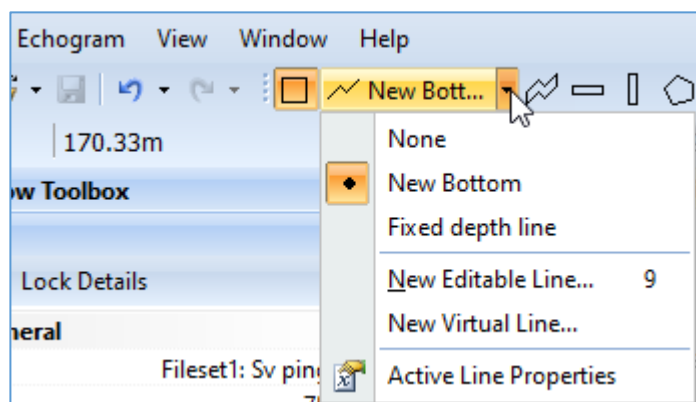 Echogram View Window Help
New Bott...
170.33m
None
ow Toolbox
New Bottom
Fixed depth line
Lock Details
New Editable Line... 9
New Virtual Line...
neral
Fileset1: Sv ping
Active Line Properties